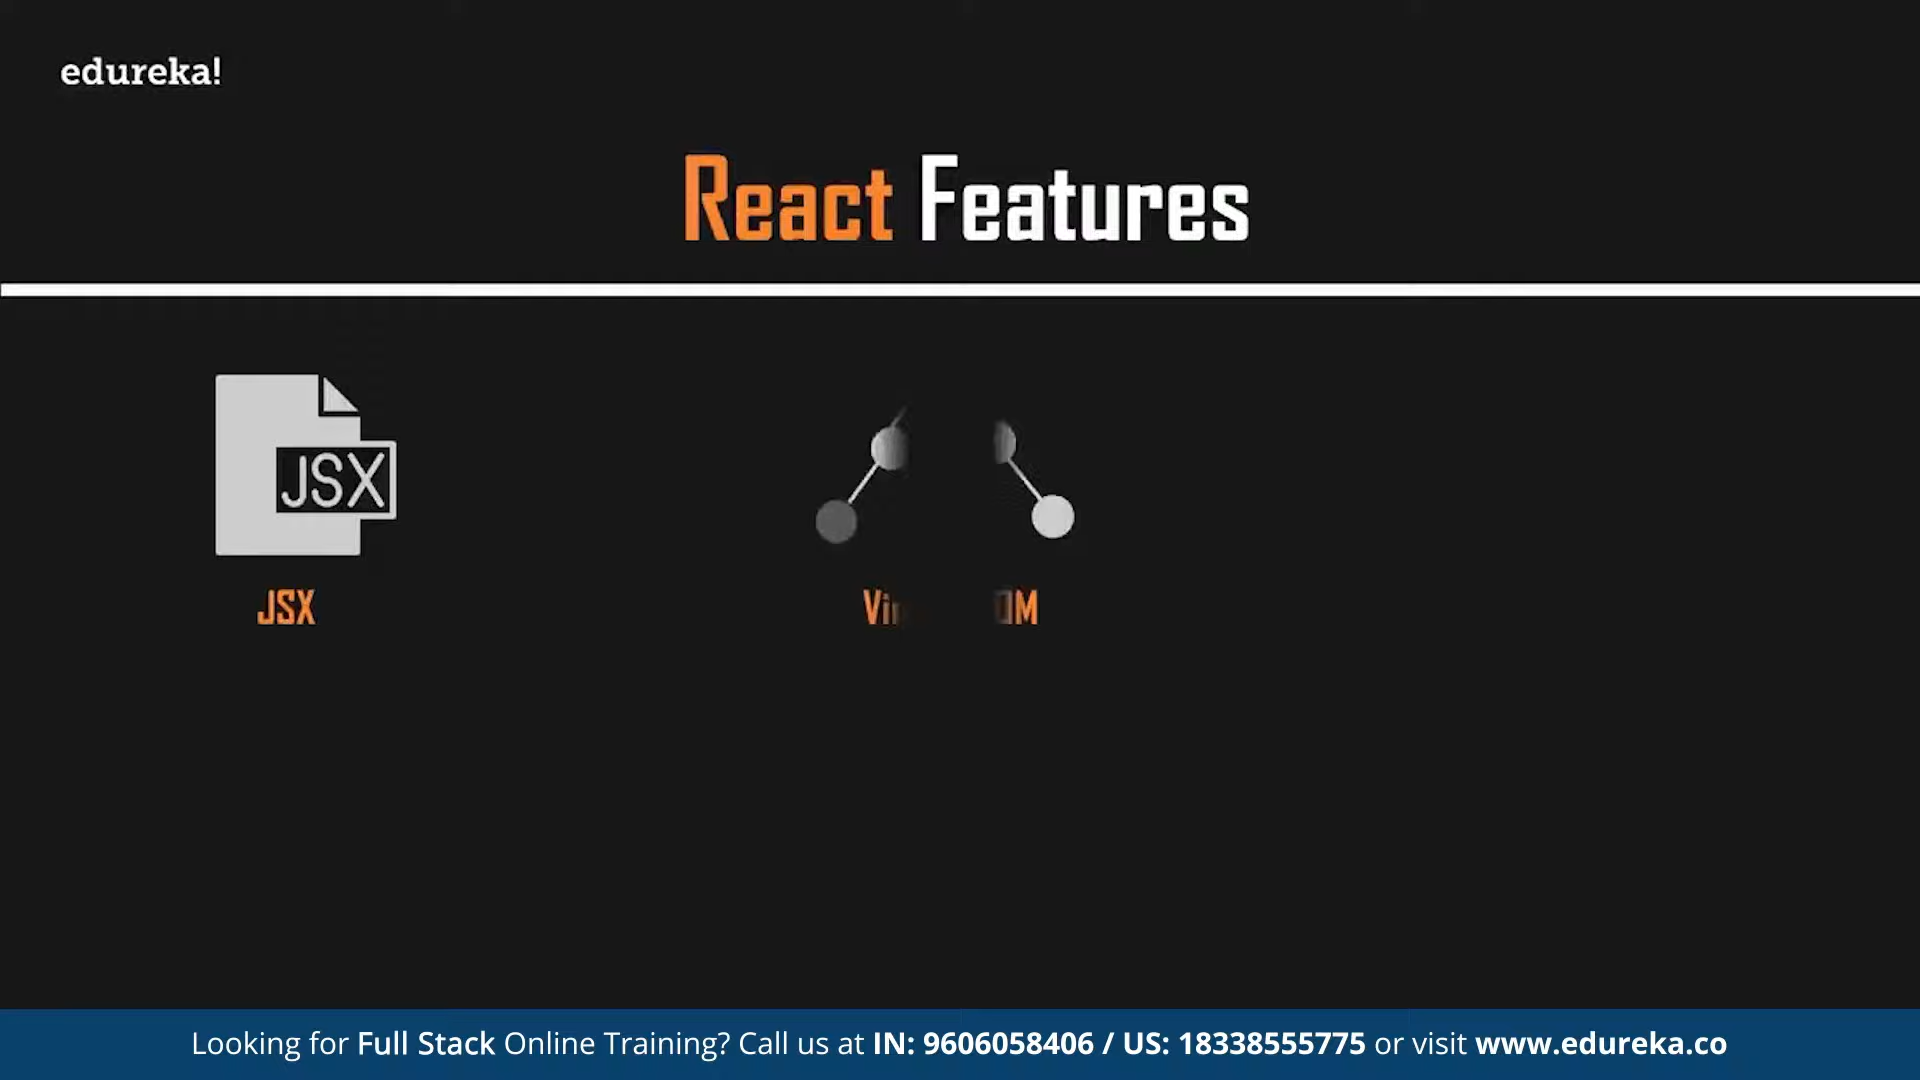 edureka!
React Features
JSX
JSX
Looking for Full Stack Online Training? Call us at IN: 9606058406 / US: 18338555775 or visit www.edureka.co